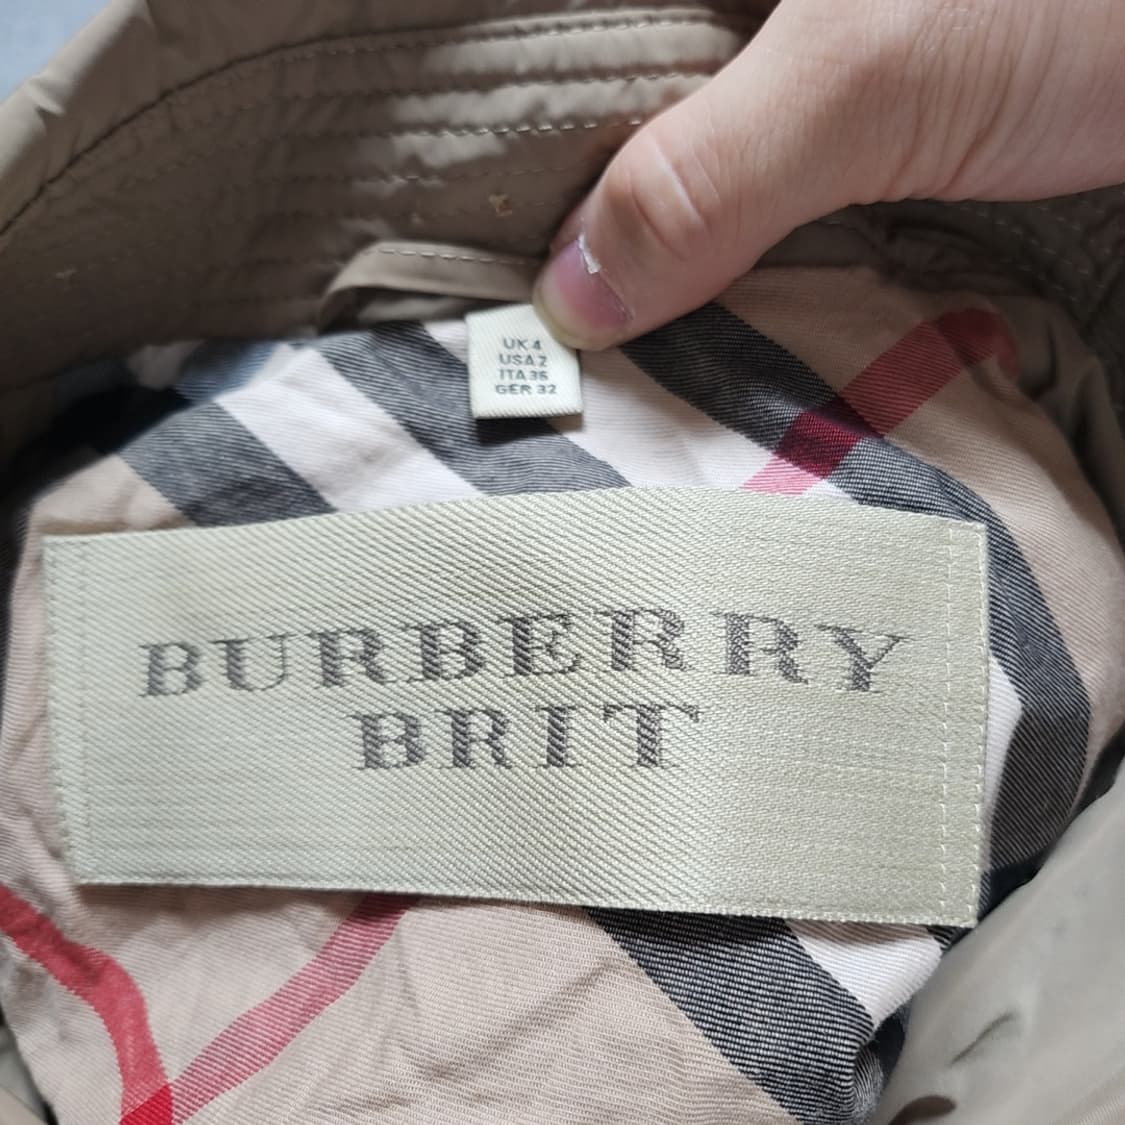 UK 4
USA 2
ITA 36
GER 32
BURBERRY
BRIT